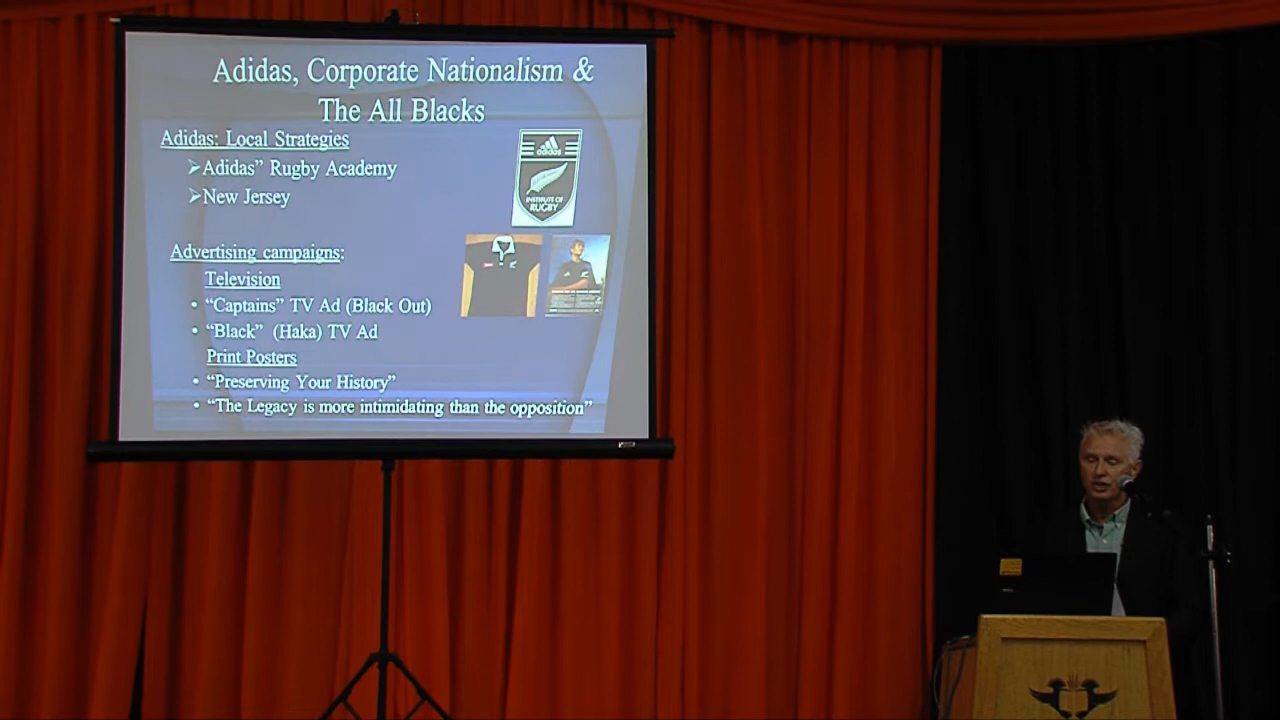 Adidas, Corporate Nationalism &
The All Blacks
Adidas: Local Strategies
➢Adidas” Rugby Academy
➢New Jersey
adidas
INSTITUTE OF
RUGBY
Advertising campaigns:
Television
• “Captains” TV Ad (Black Out)
• “Black” (Haka) TV Ad
Print Posters
• “Preserving Your History”
• “The Legacy is more intimidating than the opposition”